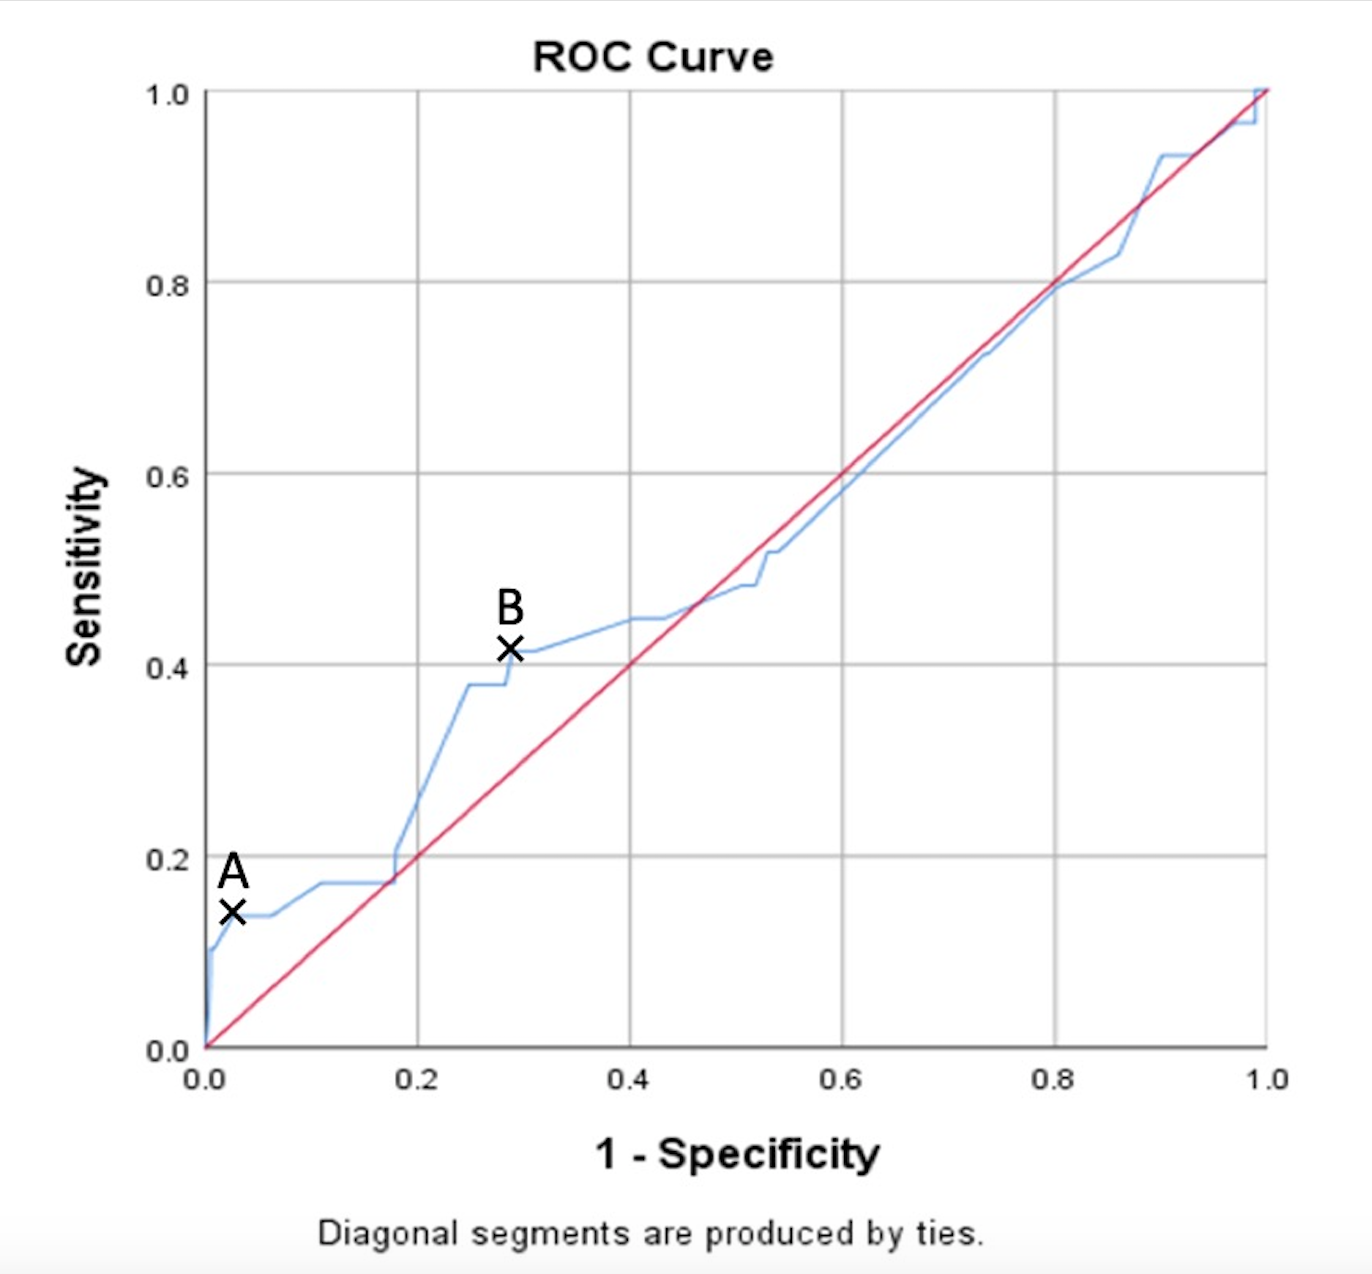 ROC Curve
1.0
0.8
0.6
0.4
0.2
0.0
Sensitivity
A
B
0.0 0.2 0.4 0.6 0.8 1.0
1 - Specificity
Diagonal segments are produced by ties.